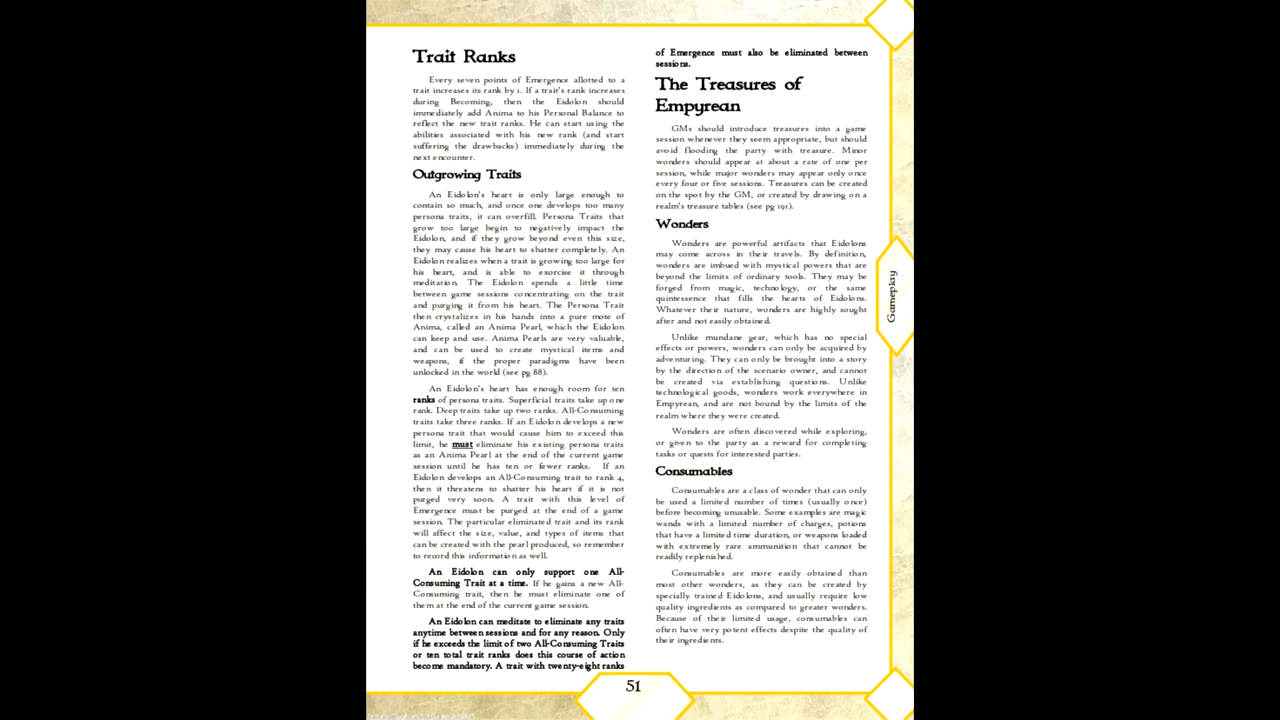 Trait Ranks
Every seven points of Emergence allotted to a
trait increases its rank by 1. If a trait's rank increases
during Becoming, then the Eidolon should
immediately add Anima to his Personal Balance to
reflect the new trait ranks. He can start using the
abilities associated with his new rank (and start
suffering the drawbacks) immediately during the
next encounter.
Outgrowing Traits
An Eidolon's heart is only large enough to
contain so much, and once one develops too many
persona traits, it can overfill. Persona Traits that
grow too large begin to negatively impact the
Eidolon, and if they grow beyond even this size,
they may cause his heart to shatter completely. An
Eidolon realizes when a trait is growing too large for
his heart, and is able to exorcise it through
meditation. The Eidolon spends a little time
between game sessions concentrating on the trait
and purging it from his heart. The Persona Trait
then crystalizes in his hands into a pure mote of
Anima, called an Anima Pearl, which the Eidolon
can keep and use. Anima Pearls are very valuable,
and can be used to create mystical items and
weapons, if the proper paradigms have been
unlocked in the world (see pg 88).
An Eidolon's heart has enough room for ten
ranks of persona traits. Superficial traits take up one
rank. Deep traits take up two ranks. All-Consuming
traits take three ranks. If an Eidolon develops a new
persona trait that would cause him to exceed this
limit, he must eliminate his existing persona traits
as an Anima Pearl at the end of the current game
session until he has ten or fewer ranks. If an
Eidolon develops an All-Consuming trait to rank 4,
then it threatens to shatter his heart if it is not
purged very soon. A trait with this level of
Emergence must be purged at the end of a game
session. The particular eliminated trait and its rank
will affect the size, value, and types of items that
can be created with the pearl produced, so remember
to record this information as well.
An Eidolon can only support one All-
Consuming Trait at a time. If he gains a new All-
Consuming trait, then he must eliminate one of
them at the end of the current game session.
An Eidolon can meditate to eliminate any traits
anytime between sessions and for any reason. Only
if he exceeds the limit of two All-Consuming Traits
or ten total trait ranks does this course of action
become mandatory. A trait with twenty-eight ranks
of Emergence must also be eliminated between
sessions.
The Treasures of
Empyrean
GMs should introduce treasures into a game
session whenever they seem appropriate, but should
avoid flooding the party with treasure. Minor
wonders should appear at about a rate of one per
session, while major wonders may appear only once
every four or five sessions. Treasures can be created
on the spot by the GM, or created by drawing on a
realm's treasure tables (see pg 191).
Wonders
Wonders are powerful artifacts that Eidolons
may come across in their travels. By definition,
wonders are imbued with mystical powers that are
beyond the limits of ordinary tools. They may be
forged from magic, technology, or the same
quintessence that fills the hearts of Eidolons.
Whatever their nature, wonders are highly sought
after and not easily obtained.
Unlike mundane gear, which has no special
effects or powers, wonders can only be acquired by
adventuring. They can only be brought into a story
by the direction of the scenario owner, and cannot
be created via establishing questions. Unlike
technological goods, wonders work everywhere in
Empyrean, and are not bound by the limits of the
realm where they were created.
Wonders are often discovered while exploring,
or given to the party as a reward for completing
tasks or quests for interested parties.
Consumables
Consumables are a class of wonder that can only
be used a limited number of times (usually once)
before becoming unusable. Some examples are magic
wands with a limited number of charges, potions
that have a limited time duration, or weapons loaded
with extremely rare ammunition that cannot be
readily replenished.
Consumables are more easily obtained than
most other wonders, as they can be created by
specially trained Eidolons, and usually require low
quality ingredients as compared to greater wonders.
Because of their limited usage, consumables can
often have very potent effects despite the quality of
their ingredients.
Gameplay
51